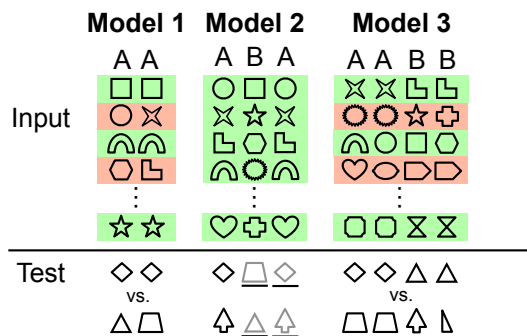 Model 1 Model 2 Model 3
A A A B A A A B B
Input
Test
vs. vs.